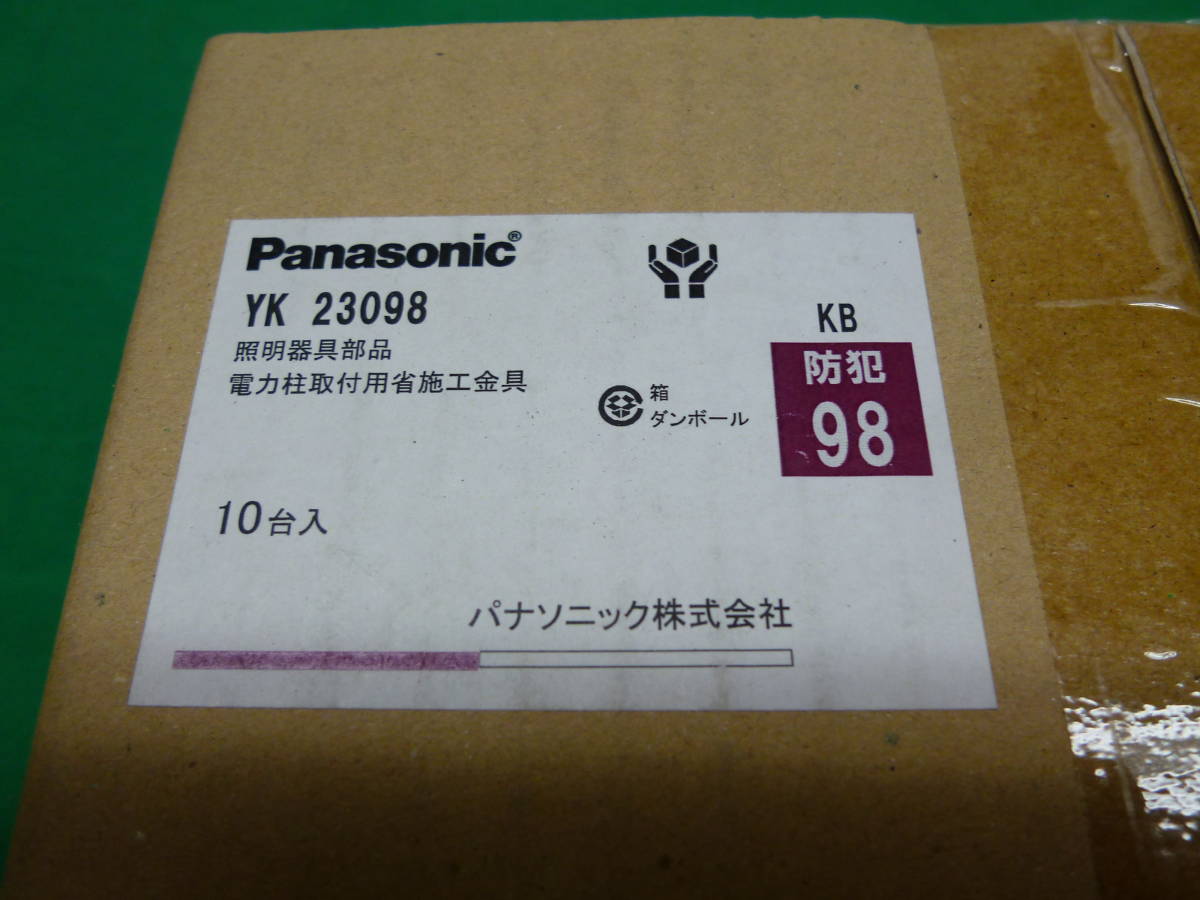 Panasonic®
YK 23098
照明器具部品
電力柱取付用省施工金具
KB
防犯
98
箱
ダンボール
10台入
パナソニック株式会社